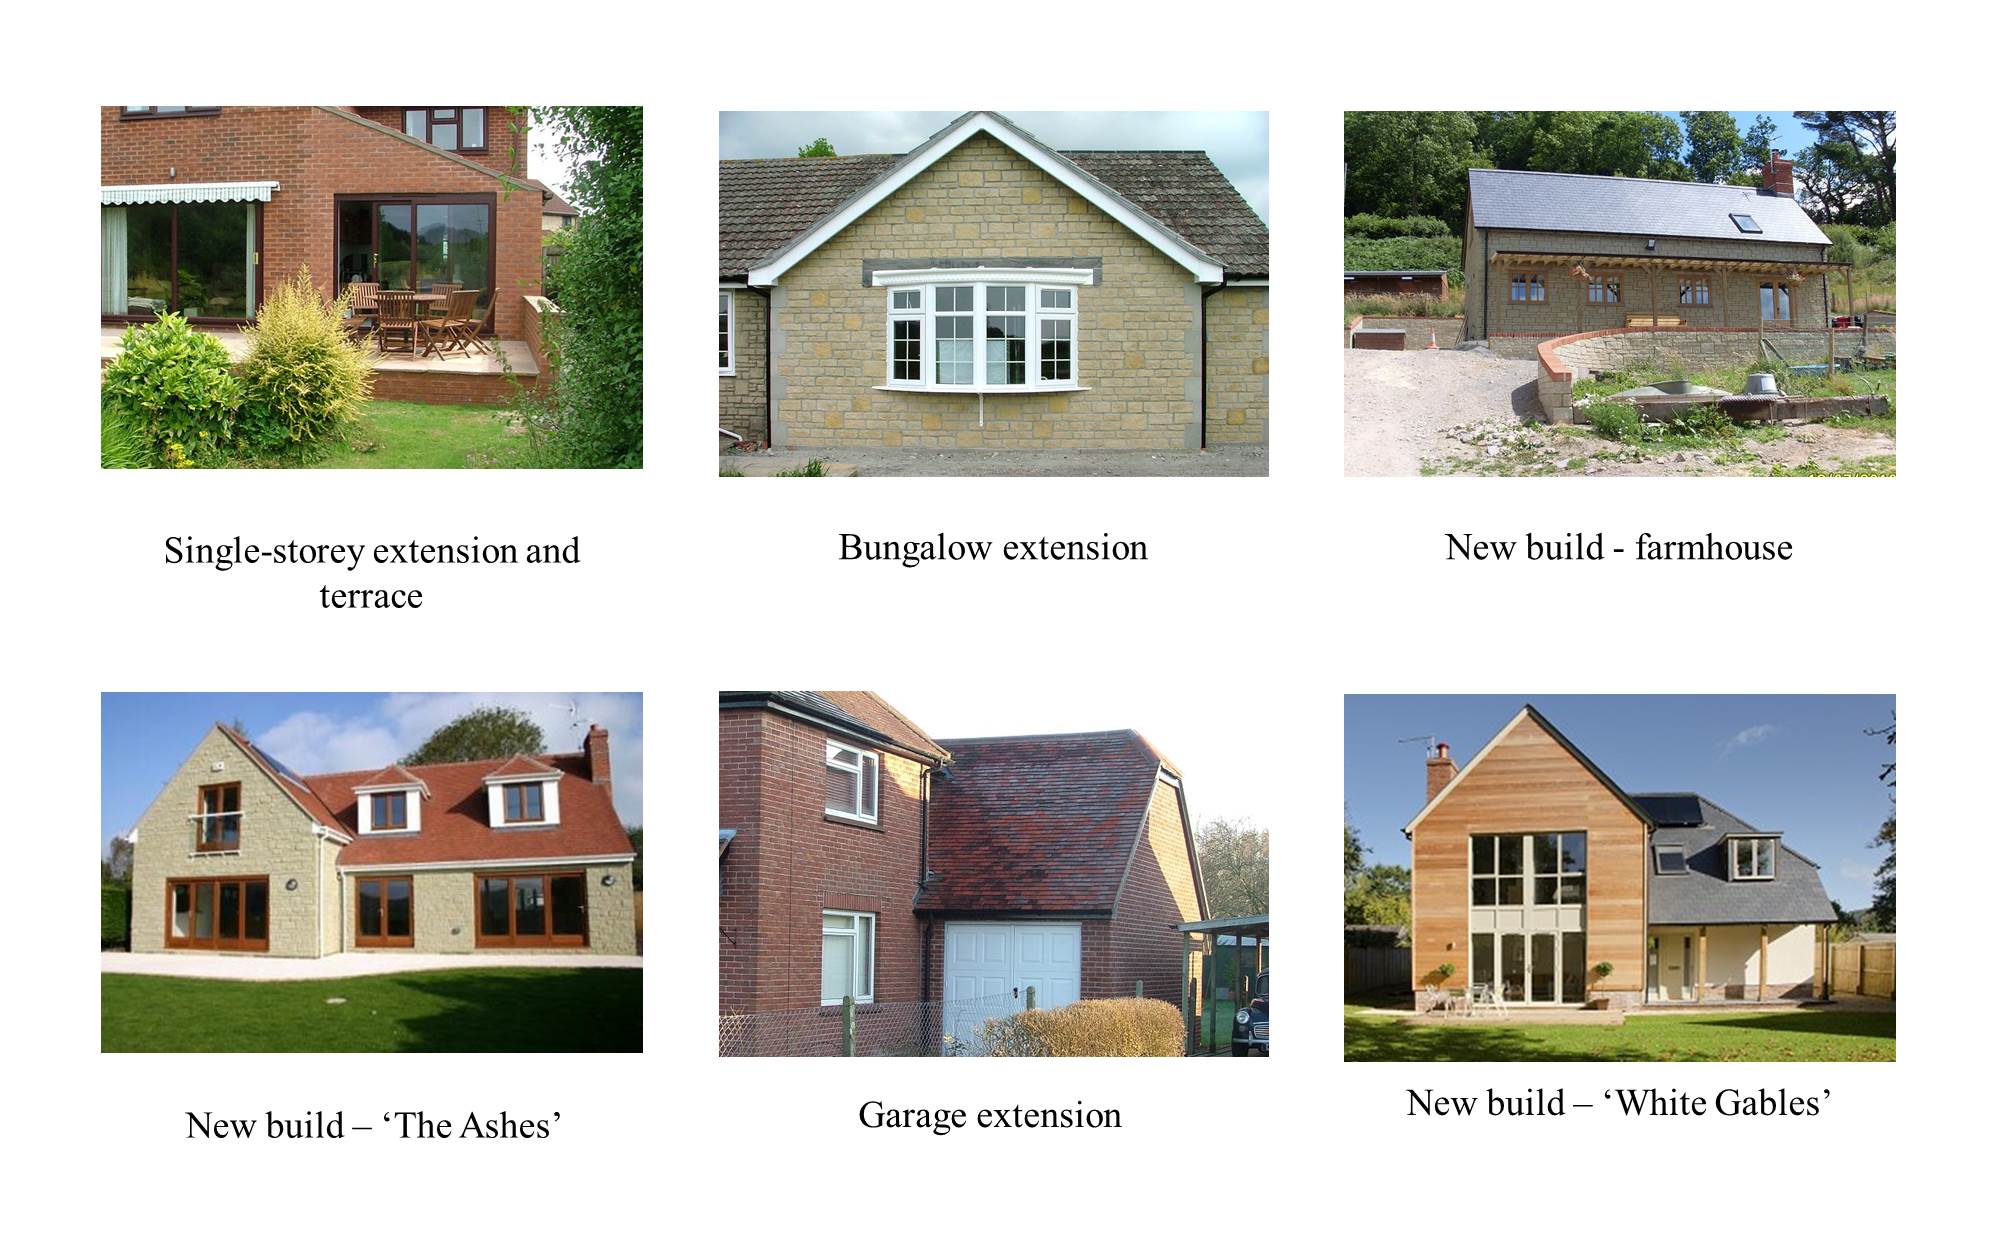 Single-storey extension and
terrace
Bungalow extension
New build - farmhouse
New build – ‘The Ashes’
Garage extension
New build – ‘White Gables’